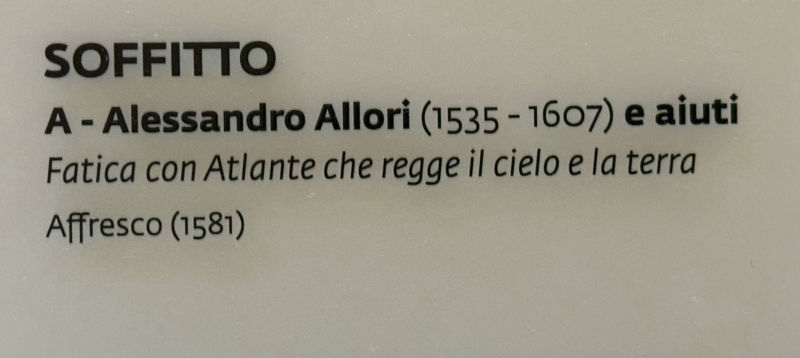 SOFFITTO
A - Alessandro Allori (1535 - 1607) e aiuti
Fatica con Atlante che regge il cielo e la terra
Affresco (1581)